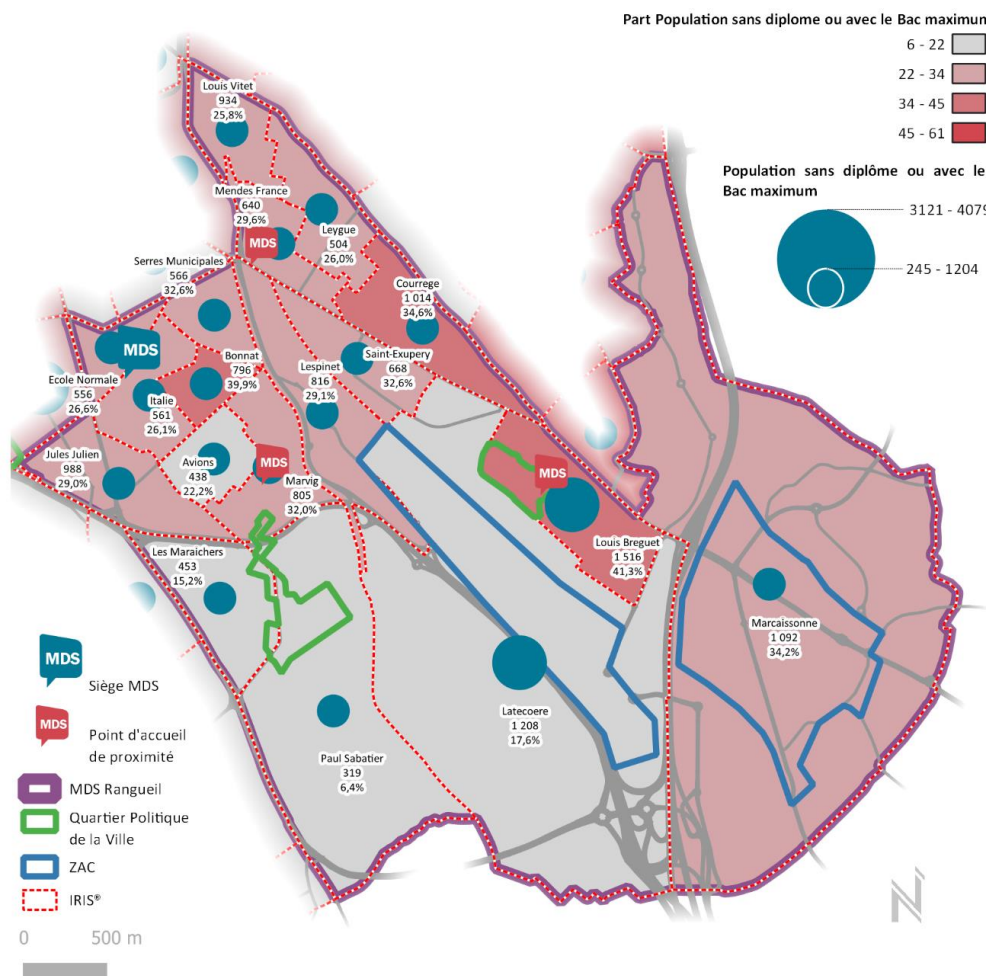 Part Population sans diplome ou avec le Bac maximum
6 - 22
22 - 34
34 - 45
45 - 61
Population sans diplôme ou avec le
Bac maximum
3121 - 4079
245 - 1204
Louis Vitet
934
25,8%
Mendes France
640
29,6%
MDS
Leygue
504
26,0%
Serres Municipales
566
32,6%
Courrege
1 014
34,6%
MDS
Bonnat
796
39,9%
Lespinet
816
29,1%
Saint-Exupery
668
32,6%
Ecole Normale
556
26,6%
Italie
561
26,1%
Jules Julien
988
29,0%
Avions
438
22,2%
MDS
Marvig
805
32,0%
MDS
Louis Breguet
1 516
41,3%
Les Maraichers
453
15,2%
Marcaissonne
1 092
34,2%
Latecoere
1 208
17,6%
Paul Sabatier
319
6,4%
MDS
Siège MDS
MDS
Point d'accueil
de proximité
MDS Rangueil
Quartier Politique
de la Ville
ZAC
IRIS®
0 500 m
N